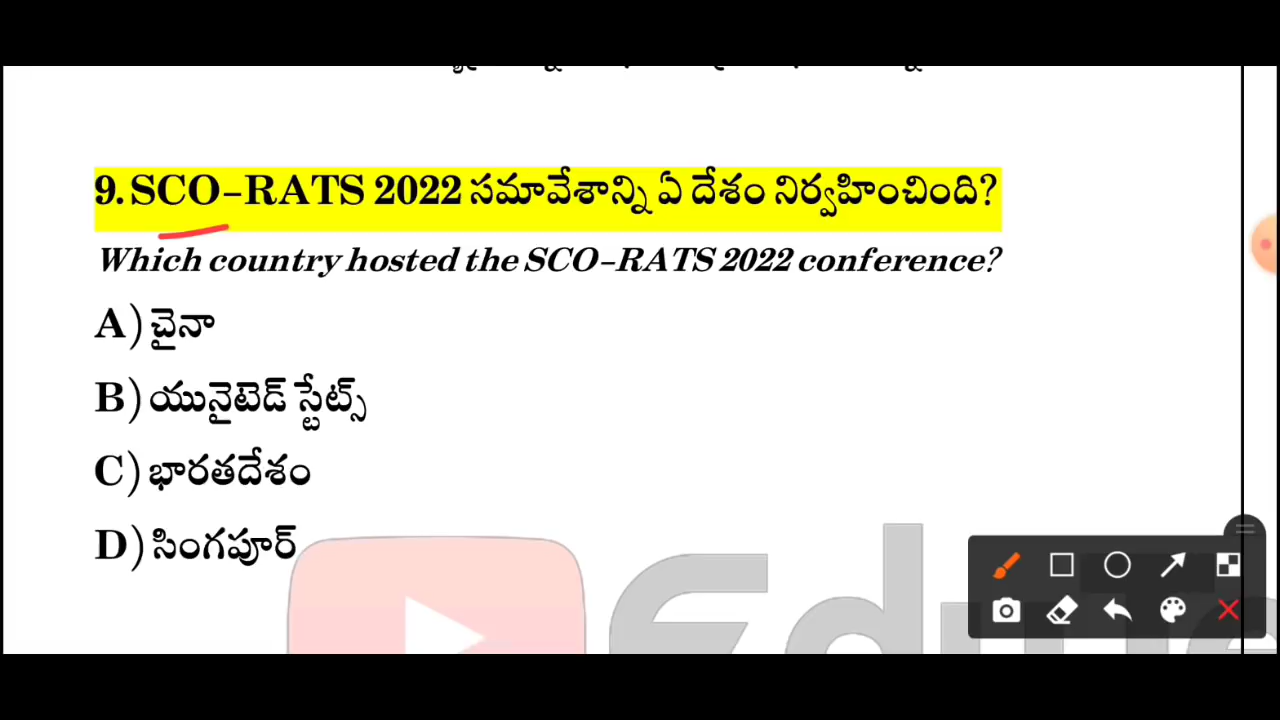 9. SCO-RATS 2022 సమావేశాన్ని ఏ దేశం నిర్వహించింది?
Which country hosted the SCO-RATS 2022 conference?
A) చైనా
B) యునైటెడ్ స్టేట్స్
C) భారతదేశం
D) సింగపూర్